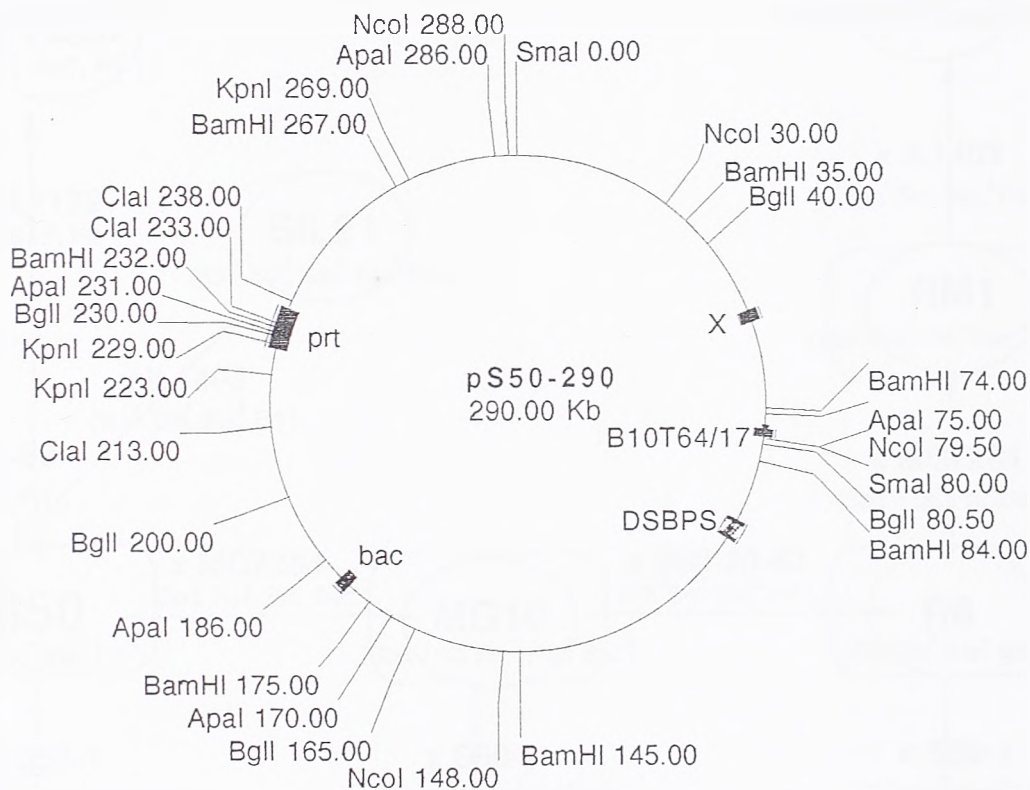 NcoI 288.00
ApaI 286.00
SmaI 0.00
KpnI 269.00
BamHI 267.00
NcoI 30.00
BamHI 35.00
BglI 40.00
ClaI 238.00
ClaI 233.00
BamHI 232.00
ApaI 231.00
BglI 230.00
KpnI 229.00
KpnI 223.00
ClaI 213.00
prt
X
pS50-290
290.00 Kb
BamHI 74.00
ApaI 75.00
NcoI 79.50
SmaI 80.00
BglI 80.50
BamHI 84.00
B10T64/17
DSBPS
BglI 200.00
bac
ApaI 186.00
BamHI 175.00
ApaI 170.00
BglI 165.00
NcoI 148.00
BamHI 145.00